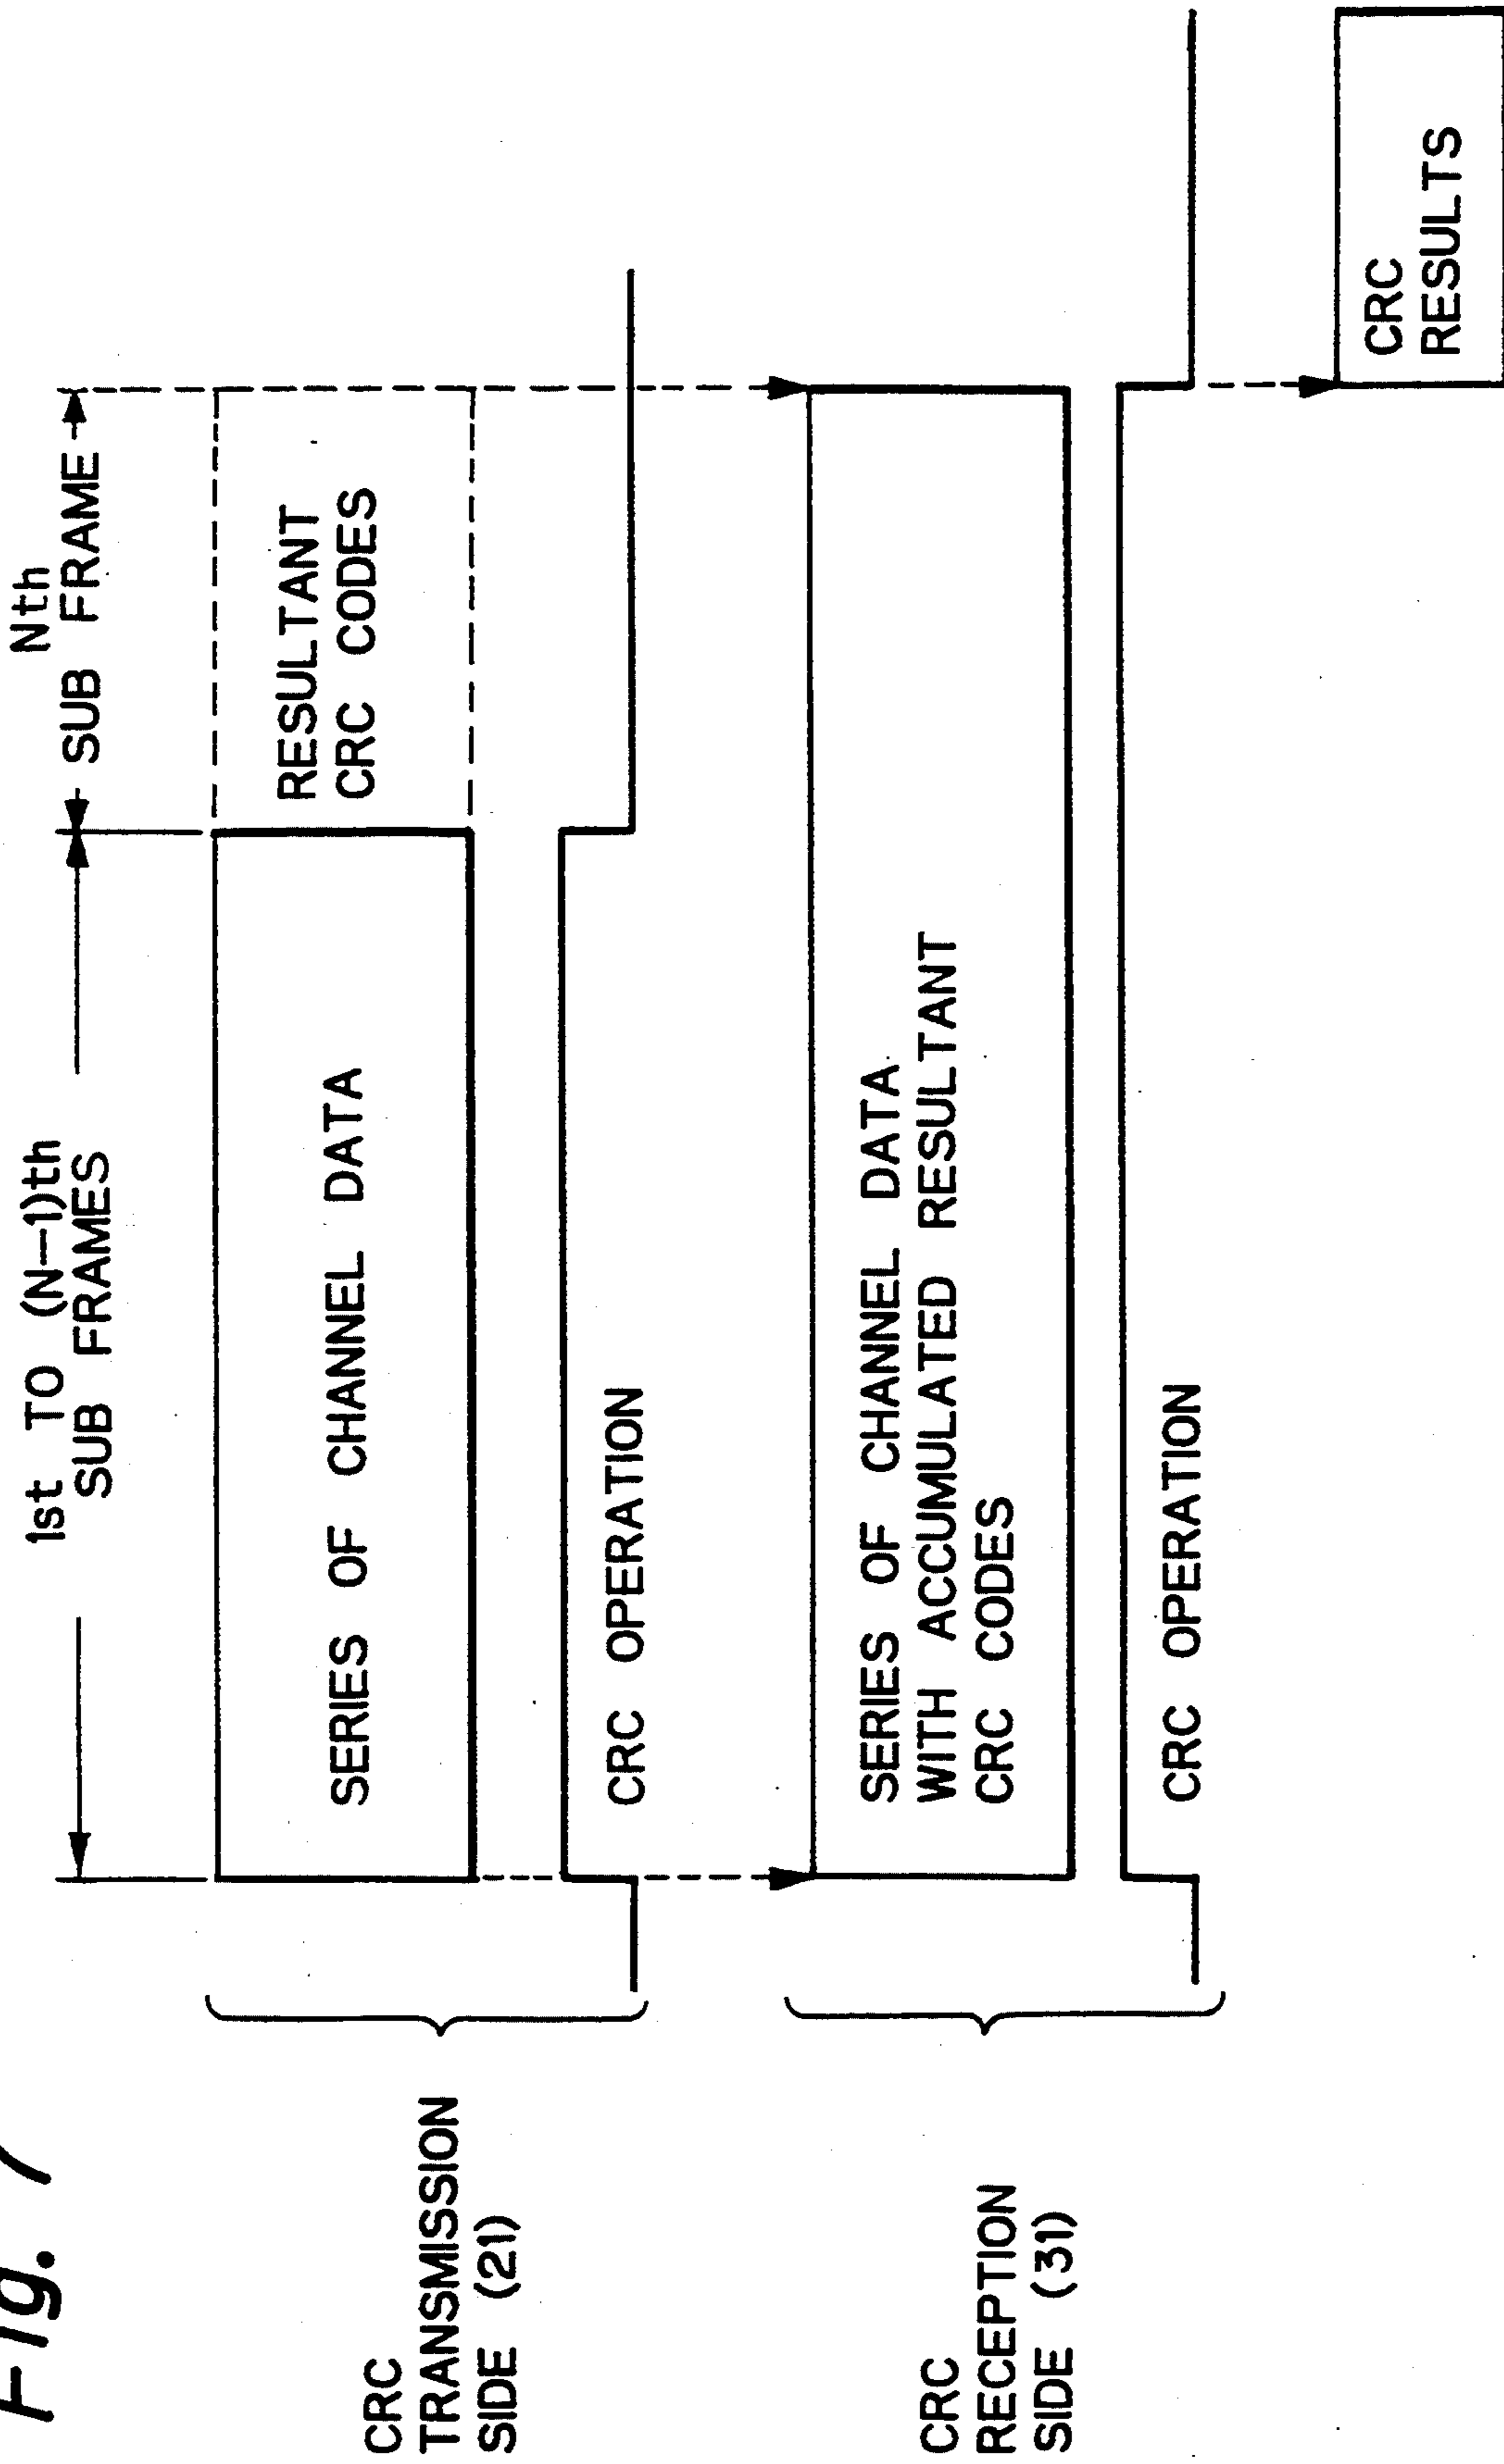 Fig. 7
1st TO (N-1)th
SUB FRAMES
Nth
SUB FRAME
CRC
TRANSMISSION
SIDE (21)
SERIES OF CHANNEL DATA
RESULTANT
CRC CODES
CRC OPERATION
CRC
RECEPTION
SIDE (31)
SERIES OF CHANNEL DATA
WITH ACCUMULATED RESULTANT
CRC CODES
CRC OPERATION
CRC
RESULTS